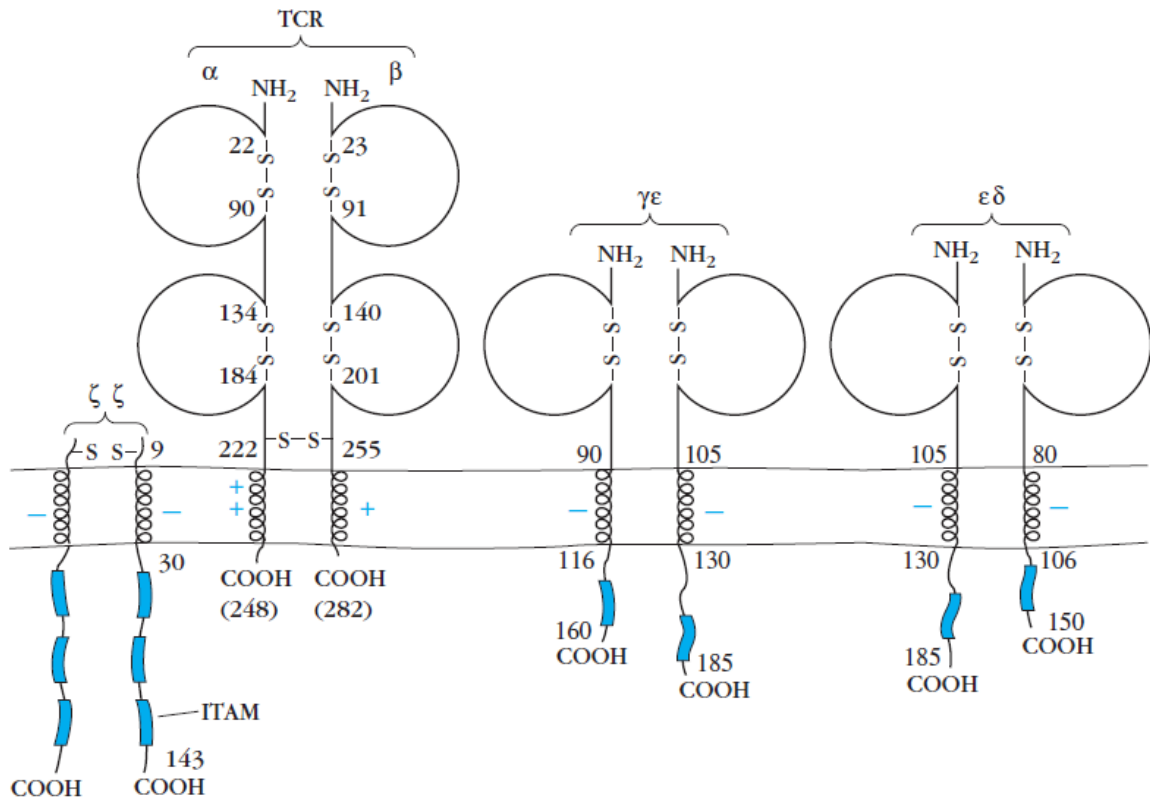 TCR
α β
NH2 NH2
22 S 23 S
90 S 91 S
γε
εδ
NH2 NH2
NH2 NH2
134 S 140 S
184 S 201 S
S S
S S
S S
S S
ζ ζ
S S 9
222 S S 255
90 105
105 80
− − + + + − − − −
30
COOH (248)
COOH (282)
116 130
130 106
160 COOH
185 COOH
185 COOH
150 COOH
ITAM
143
COOH COOH